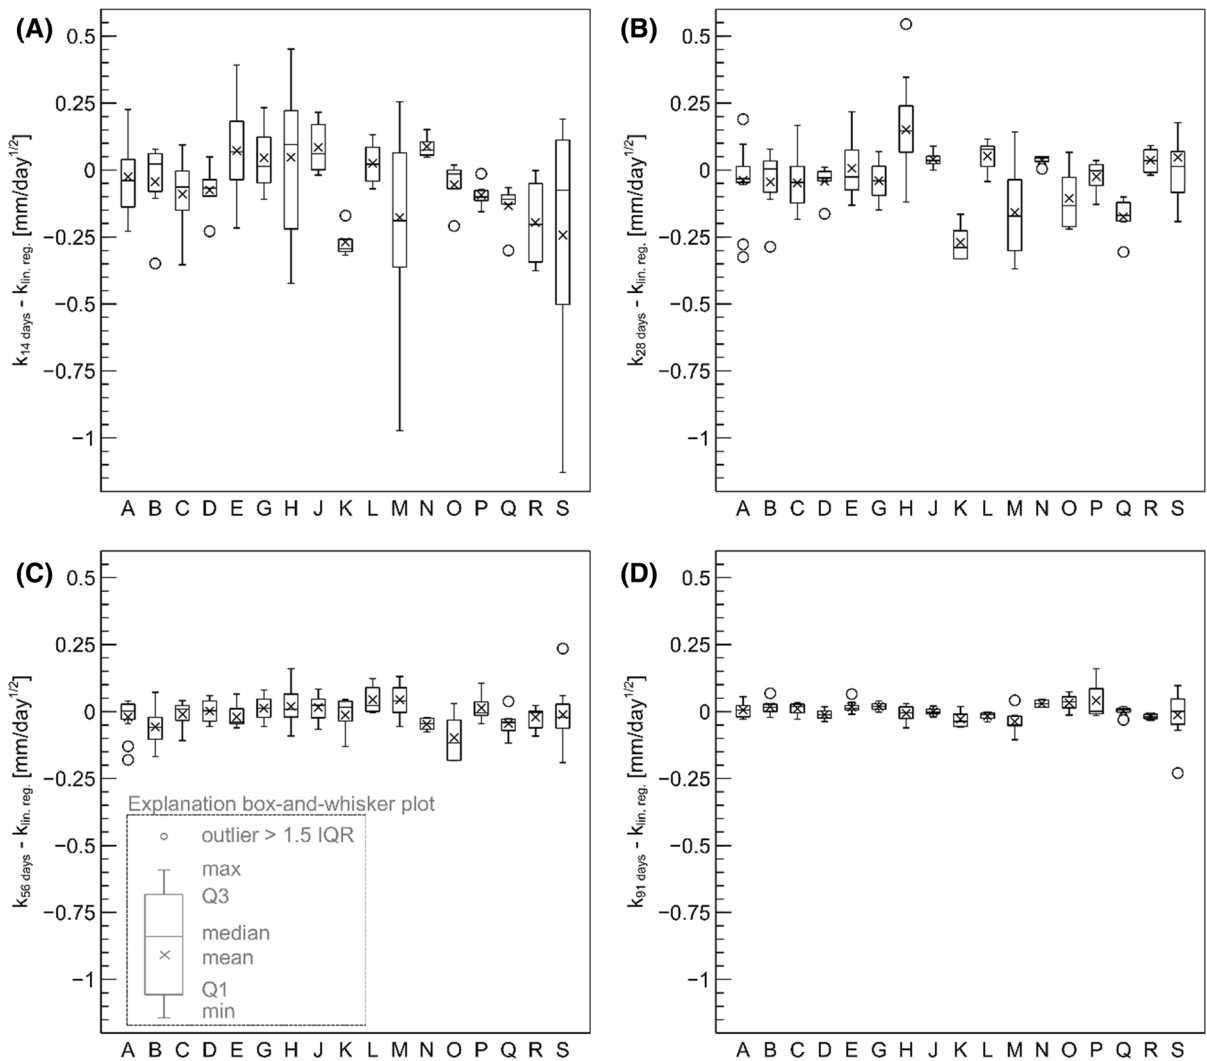 (A)
0.5
0.25
0
−0.25
−0.5
−0.75
−1
k14 days - klin. reg. [mm/day1/2]
A B C D E G H J K L M N O P Q R S
(B)
0.5
0.25
0
−0.25
−0.5
−0.75
−1
k28 days - klin. reg. [mm/day1/2]
A B C D E G H J K L M N O P Q R S
(C)
0.5
0.25
0
−0.25
−0.5
−0.75
−1
k56 days - klin. reg. [mm/day1/2]
Explanation box-and-whisker plot
outlier > 1.5 IQR
max
Q3
median
mean
Q1
min
A B C D E G H J K L M N O P Q R S
(D)
0.5
0.25
0
−0.25
−0.5
−0.75
−1
k91 days - klin. reg. [mm/day1/2]
A B C D E G H J K L M N O P Q R S